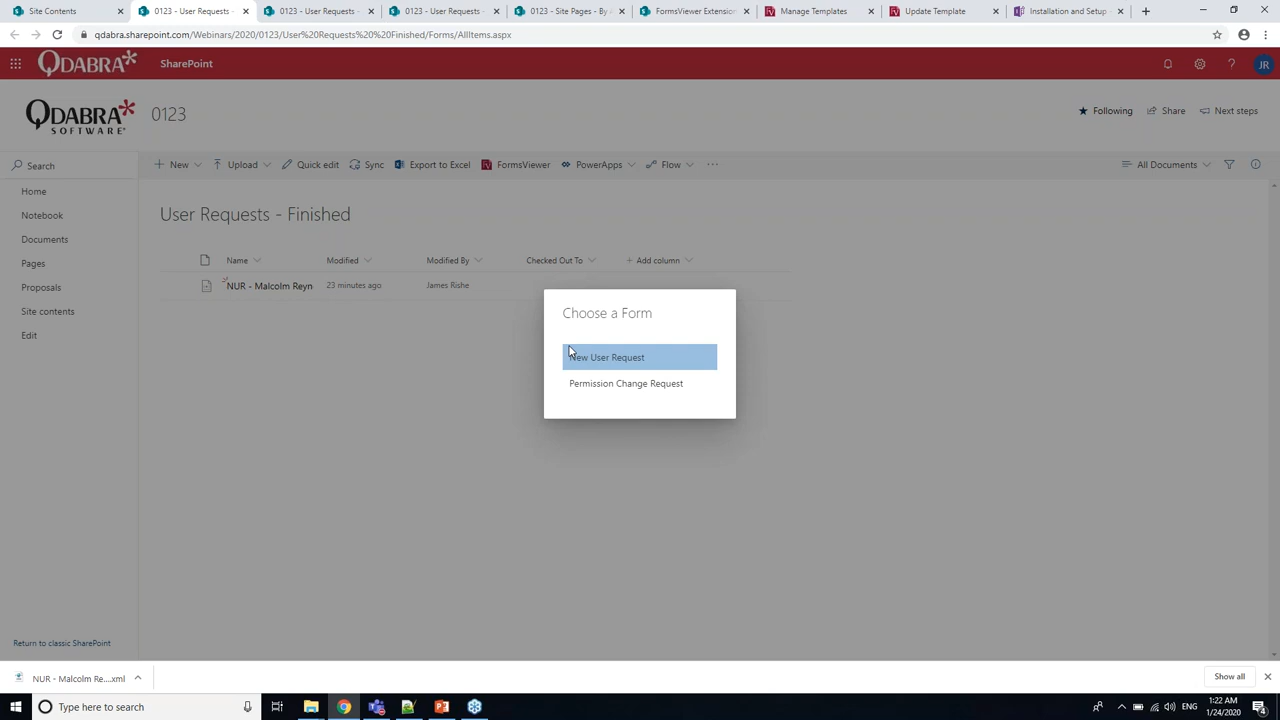 Site Contents
0123 - User Requests -
0123 - User Requests -
0123 - User Requests -
0123 - Site Pages - By A
FormsViewer Extension
Manage Templates
Update Template
Installation and Setup -
qdabra.sharepoint.com/Webinars/2020/0123/User%20Requests%20%20Finished/Forms/AllItems.aspx
QDABRA
SharePoint
JR
QDABRA
SOFTWARE
0123
Following
Share
Next steps
Search
New
Upload
Quick edit
Sync
Export to Excel
FormsViewer
PowerApps
Flow
All Documents
Home
Notebook
Documents
Pages
Proposals
Site contents
Edit
User Requests - Finished
Name
Modified
Modified By
Checked Out To
Add column
NUR - Malcolm Reyn
23 minutes ago
James Rishe
Choose a Form
New User Request
Permission Change Request
Return to classic SharePoint
NUR - Malcolm Re....xml
Show all
Type here to search
ENG
1:22 AM
1/24/2020
4